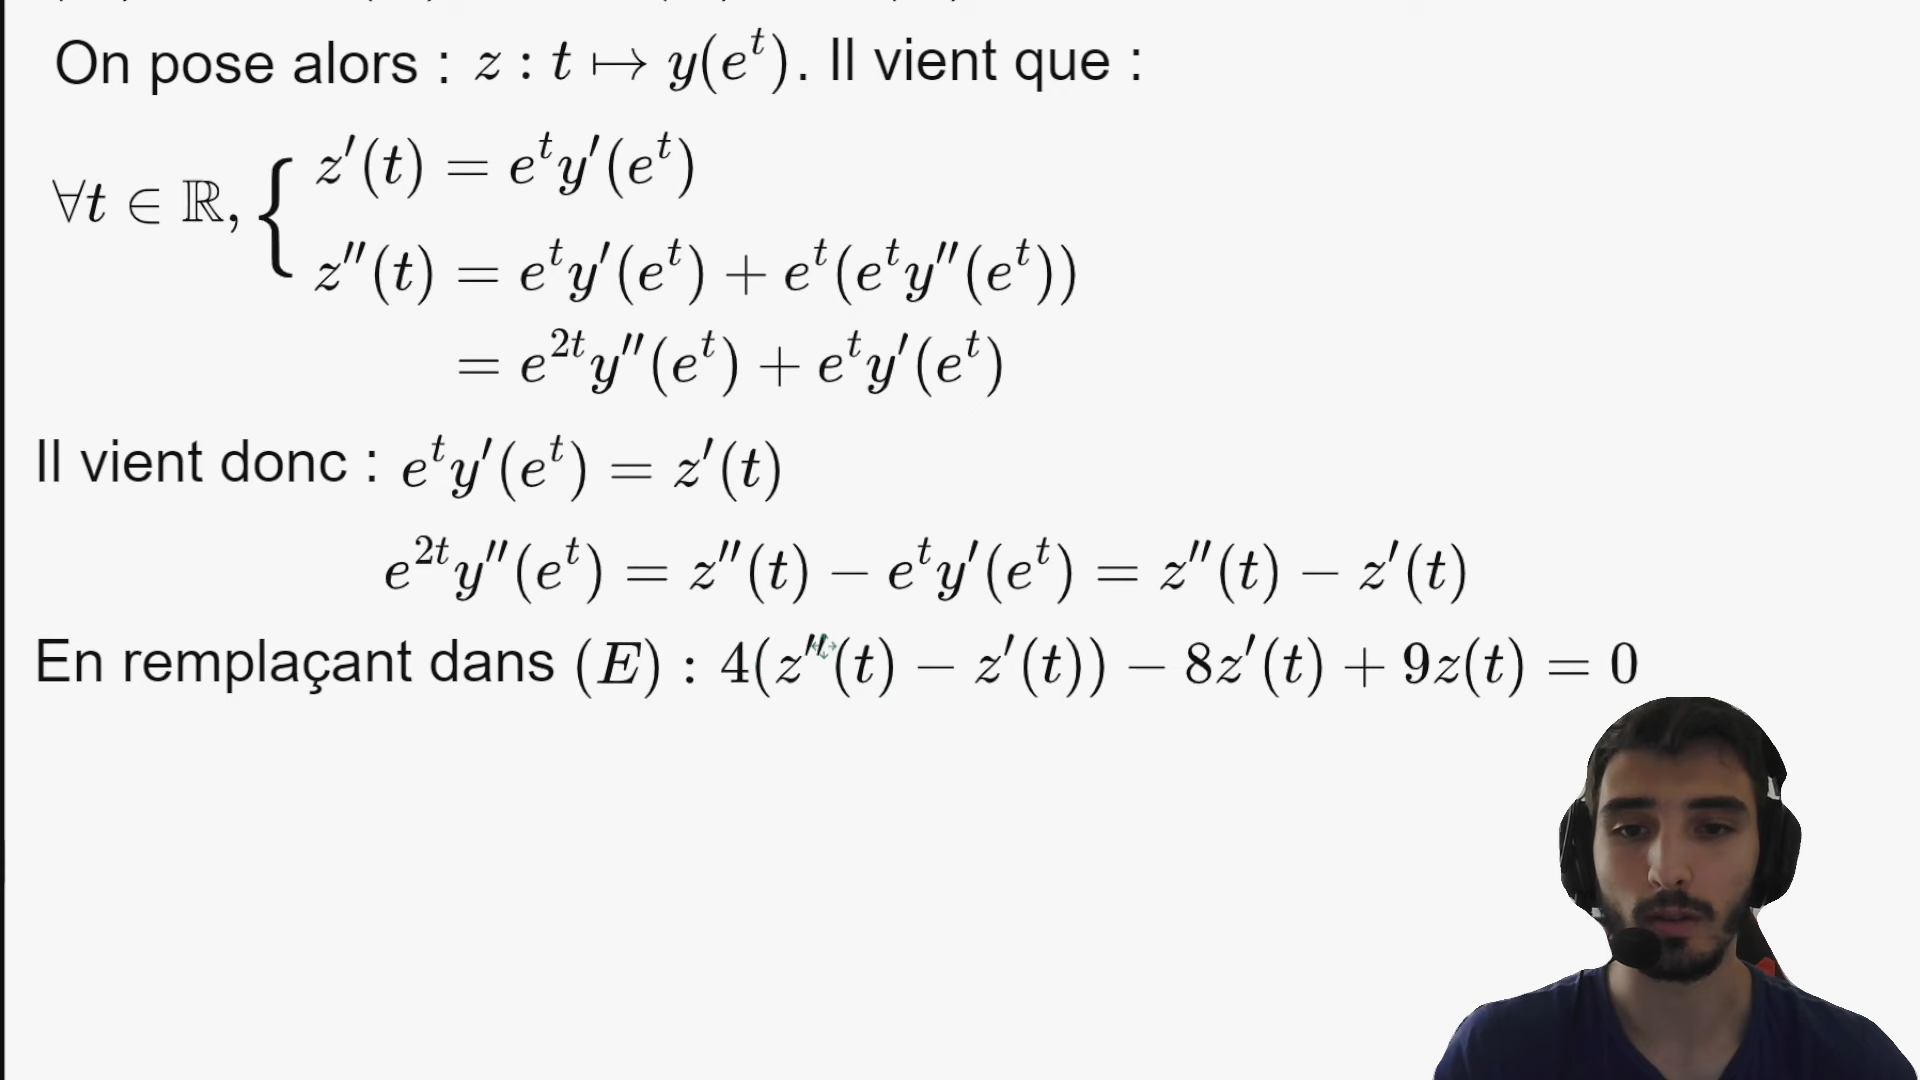 On pose alors : z : t ↦ y(e^t). Il vient que :
∀t ∈ ℝ, { z′(t) = e^t y′(e^t)
z″(t) = e^t y′(e^t) + e^t(e^t y″(e^t))
= e^{2t} y″(e^t) + e^t y′(e^t)
Il vient donc : e^t y′(e^t) = z′(t)
e^{2t} y″(e^t) = z″(t) − e^t y′(e^t) = z″(t) − z′(t)
En remplaçant dans (E) : 4(z″(t) − z′(t)) − 8z′(t) + 9z(t) = 0